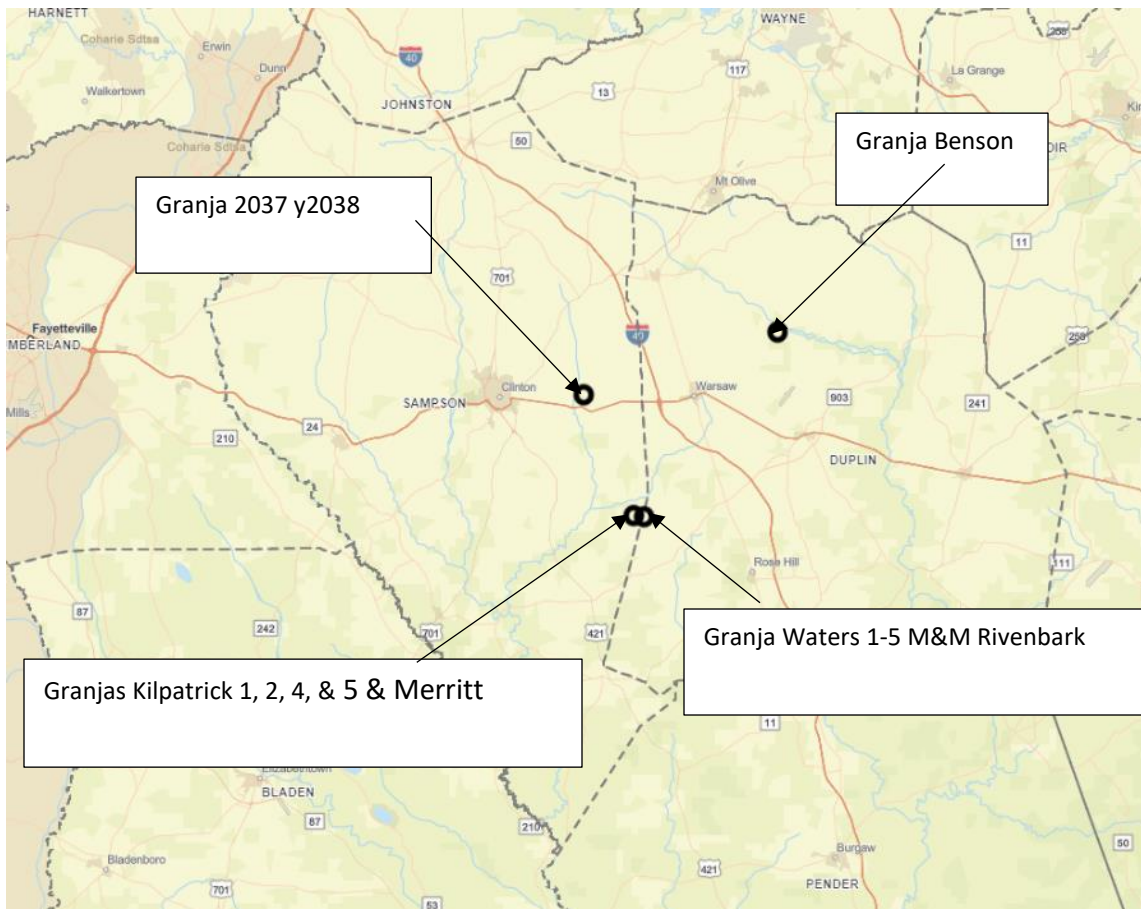 HARNETT
Coharie Sdtsa
Erwin
Dunn
Walkertown
Coharie Sdtsa
40
JOHNSTON
50
13
117
WAYNE
258
La Grange
Granja Benson
Mt Olive
11
Granja 2037 y2038
701
Fayetteville
40
258
Mills
Clinton
SAMPSON
Warsaw
903
241
24
210
DUPLIN
Rose Hill
111
87
242
701
421
Granja Waters 1-5 M&M Rivenbark
Granjas Kilpatrick 1, 2, 4, & 5 & Merritt
11
BLADEN
87
210
Bladenboro
701
53
421
Burgaw
PENDER
50